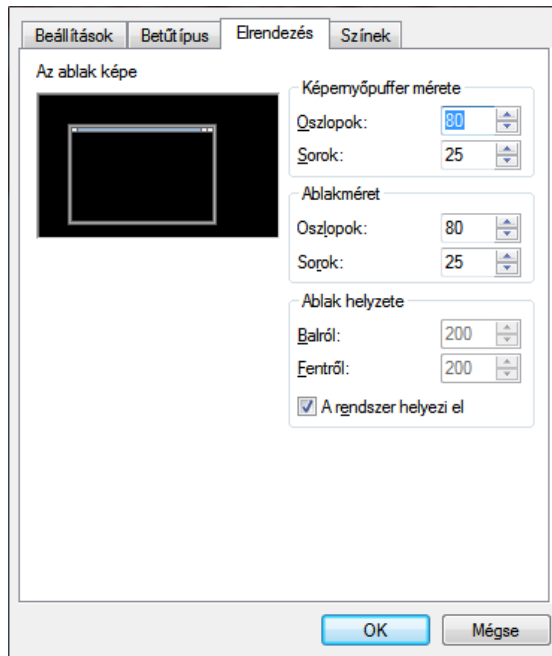 Beállítások Betűtípus Elrendezés Színek
Az ablak képe
Képernyőpuffer mérete
Oszlopok: 80
Sorok: 25
Ablakméret
Oszlopok: 80
Sorok: 25
Ablak helyzete
Balról: 200
Fentről: 200
A rendszer helyezi el
OK Mégse